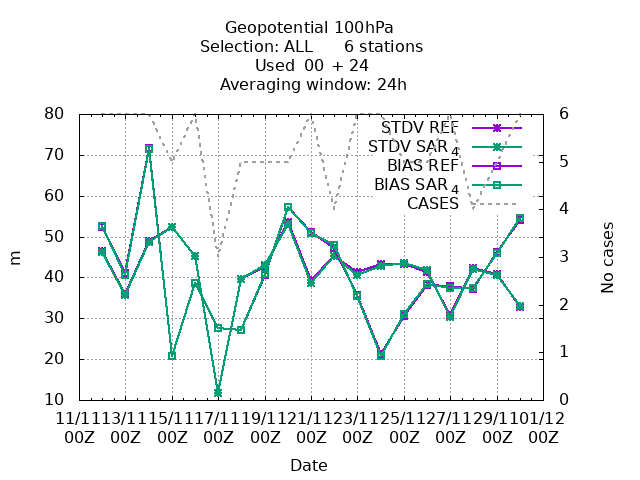 Geopotential 100hPa
Selection: ALL      6 stations
Used  00  + 24
Averaging window: 24h
80
70
60
50
40
30
20
10
m
6
5
4
3
2
1
0
No cases
STDV REF
STDV SAR 4
BIAS REF
BIAS SAR 4
CASES
11/11 13/11 15/11 17/11 19/11 21/11 23/11 25/11 27/11 29/11 01/12
00Z 00Z 00Z 00Z 00Z 00Z 00Z 00Z 00Z 00Z 00Z
Date